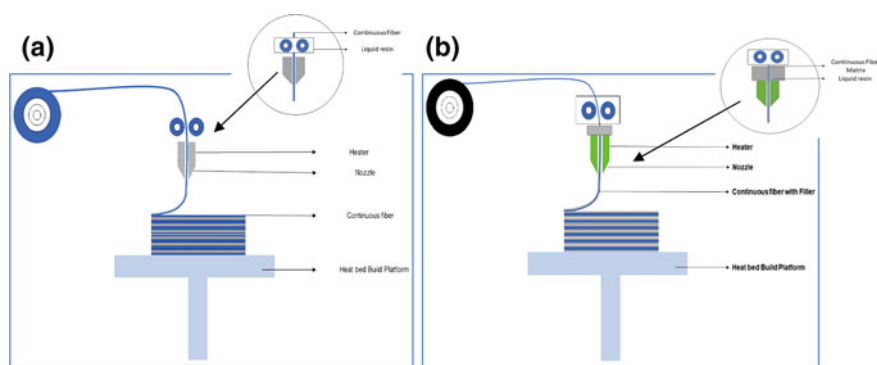 (a)
Continuous Fiber
Liquid resin
Heater
Nozzle
Continuous fiber
Heat bed Build Platform
(b)
Continuous Fibe
Matrix
Liquid resin
Heater
Nozzle
Continuous fiber with Filler
Heat bed Build Platform